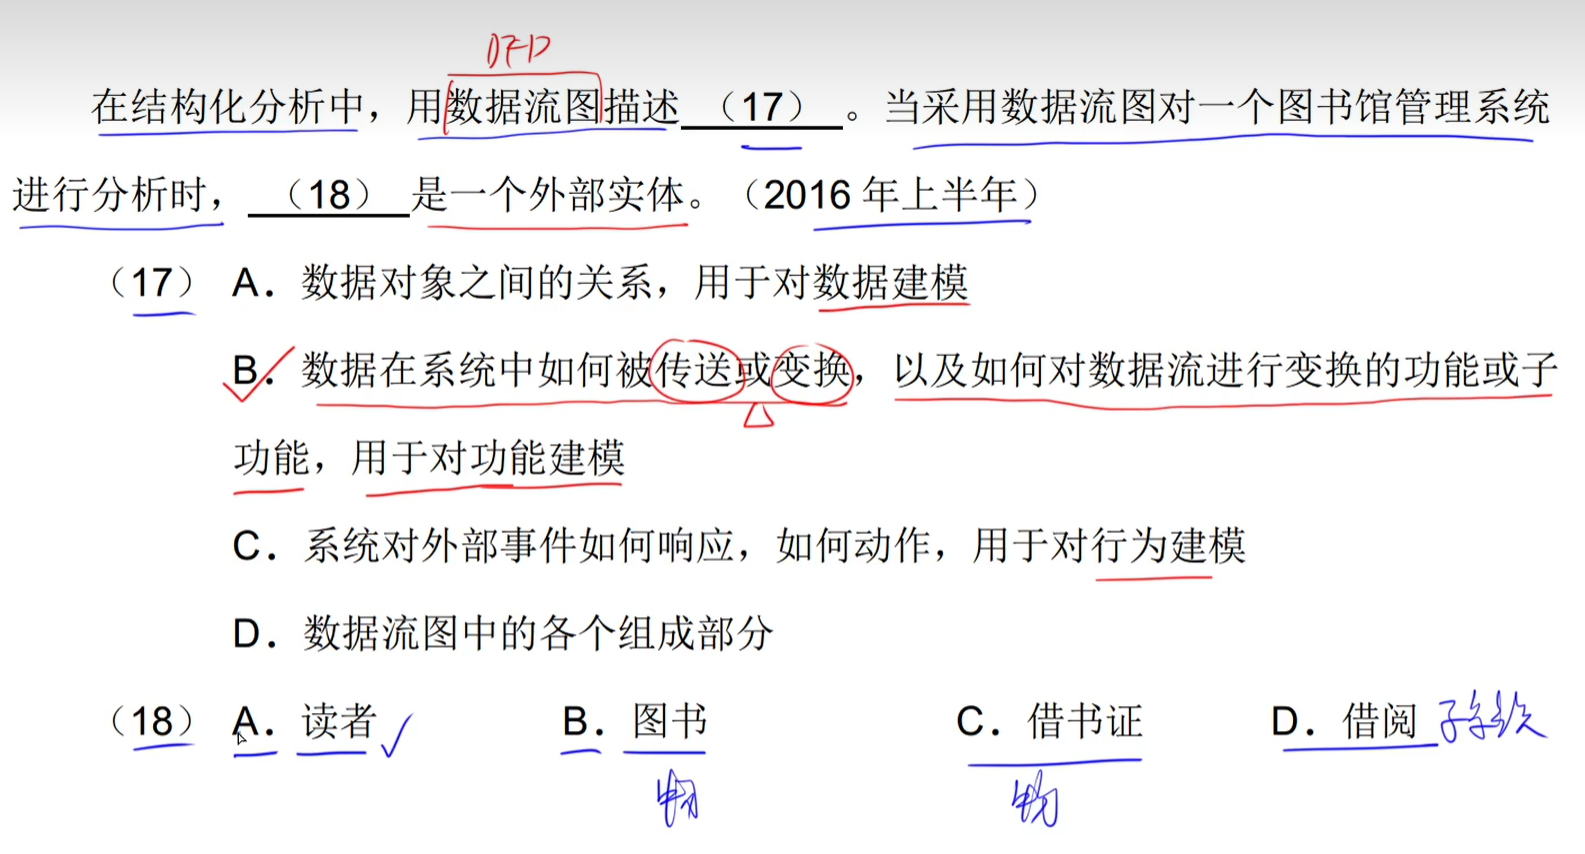 DFD
在结构化分析中，用数据流图描述（17）。当采用数据流图对一个图书馆管理系统
进行分析时，（18）是一个外部实体。（2016 年上半年）
（17） A．数据对象之间的关系，用于对数据建模
B．数据在系统中如何被传送或变换，以及如何对数据流进行变换的功能或子
功能，用于对功能建模
C．系统对外部事件如何响应，如何动作，用于对行为建模
D．数据流图中的各个组成部分
（18） A．读者 B．图书 C．借书证 D．借阅 子系统
物 物